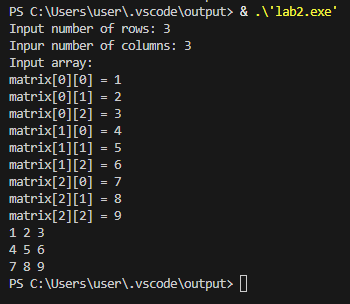 PS C:\Users\user\.vscode\output> & .\'lab2.exe'
Input number of rows: 3
Input number of columns: 3
Input array:
matrix[0][0] = 1
matrix[0][1] = 2
matrix[0][2] = 3
matrix[1][0] = 4
matrix[1][1] = 5
matrix[1][2] = 6
matrix[2][0] = 7
matrix[2][1] = 8
matrix[2][2] = 9
1 2 3
4 5 6
7 8 9
PS C:\Users\user\.vscode\output>